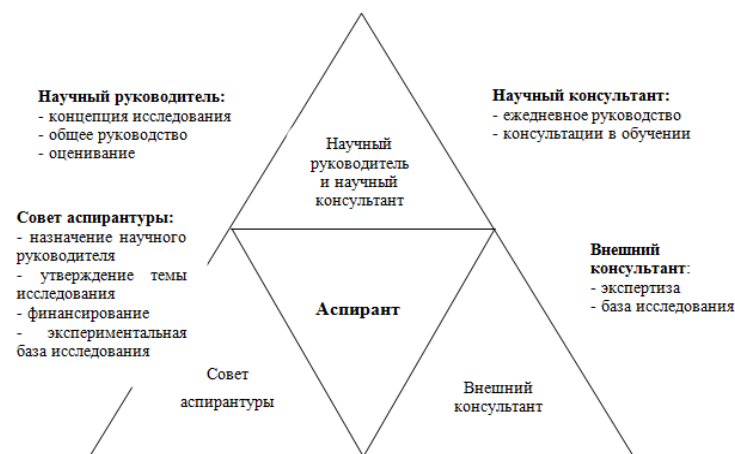 Научный руководитель:
- концепция исследования
- общее руководство
- оценивание
Научный консультант:
- ежедневное руководство
- консультации в обучении
Научный
руководитель
и научный
консультант
Совет аспирантуры:
- назначение научного
руководителя
- утверждение темы
исследования
- финансирование
- экспериментальная
база исследования
Внешний
консультант:
- экспертиза
- база исследования
Аспирант
Совет
аспирантуры
Внешний
консультант